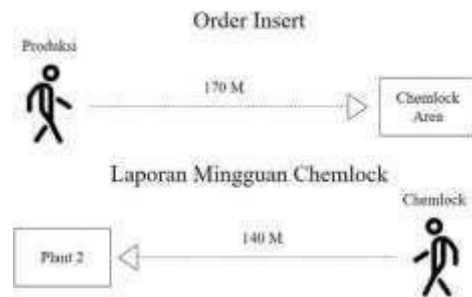 Order Insert
Produksi
170 M
Chemlock
Area
Laporan Mingguan Chemlock
Chemlock
140 M
Plant 2